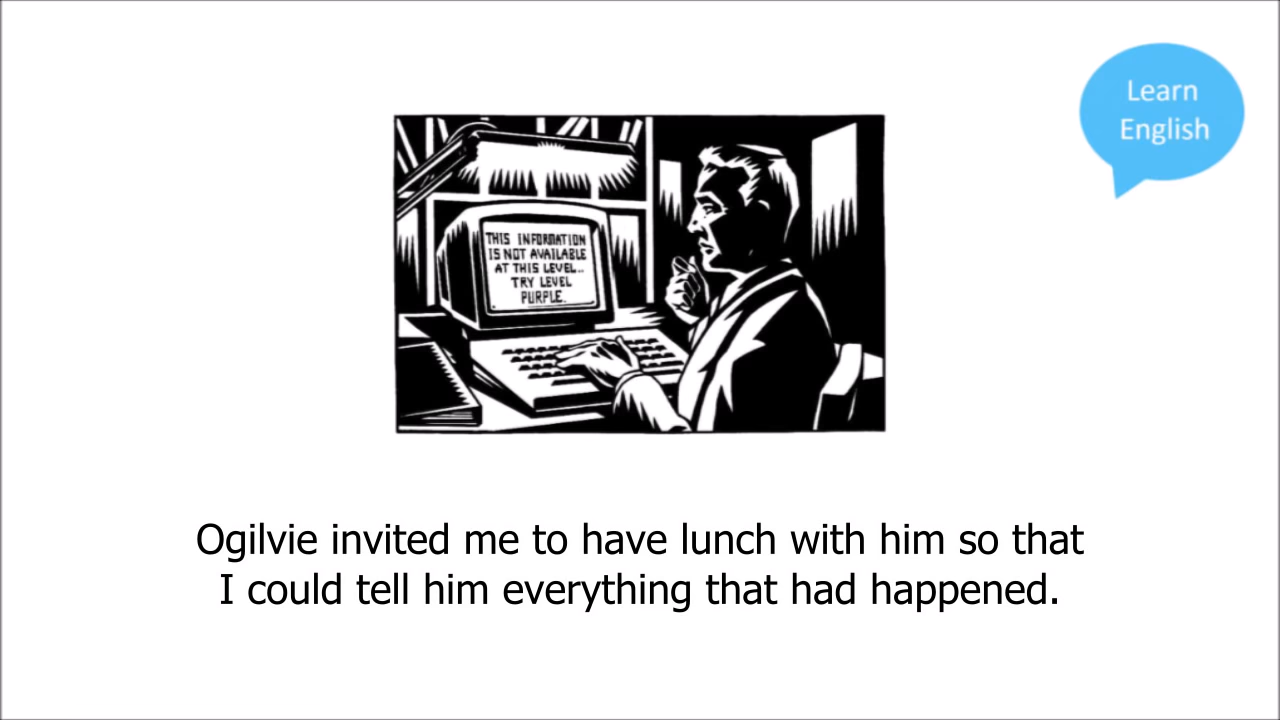 Learn
English
THIS INFORMATION
IS NOT AVAILABLE
AT THIS LEVEL..
TRY LEVEL
PURPLE.
Ogilvie invited me to have lunch with him so that
I could tell him everything that had happened.